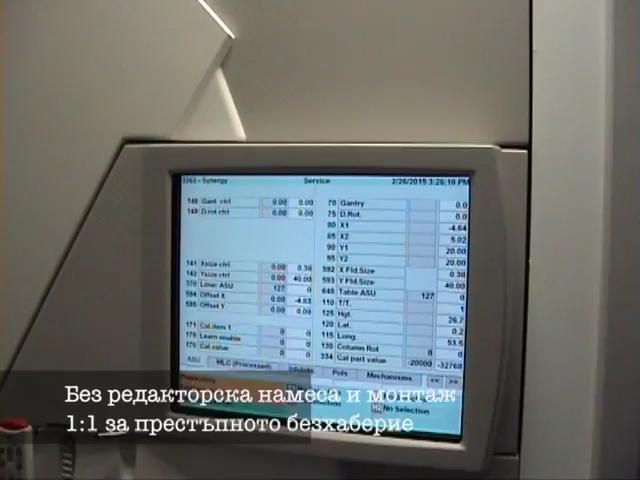 3363 - Synergy Service 2/26/2015 3:26:18 PM
148 Gant. ctrl 0.00 0.00
149 D.rot ctrl 0.00 0.00
70 Gantry 0.0
75 D.Rot. 0.0
80 X1 -4.64
85 X2 5.02
90 Y1 20.00
95 Y2 20.00
592 X Fld.Size 0.38
593 Y Fld.Size 40.00
645 Table ASU 127 0
110 T/T. 1
125 Hgt. 26.7
120 Lat. 0.2
115 Long. 53.5
130 Column Rot 0 0
334 Cal part value -20000 -32768
141 Xsize ctrl 0.00 0.38
142 Ysize ctrl 0.00 40.00
570 Linac ASU 127 0
594 Offset X 0.00 -4.83
595 Offset Y 0.00 0.00
171 Cal.item 1 0 0
176 Learn enable 0 0
170 Cal. value 0 0
ASU MLC (Processed) Inhibits Pols Mechanisms << >>
No Selection
Без редакторска намеса и монтаж
1:1 за престъпното безхаберие